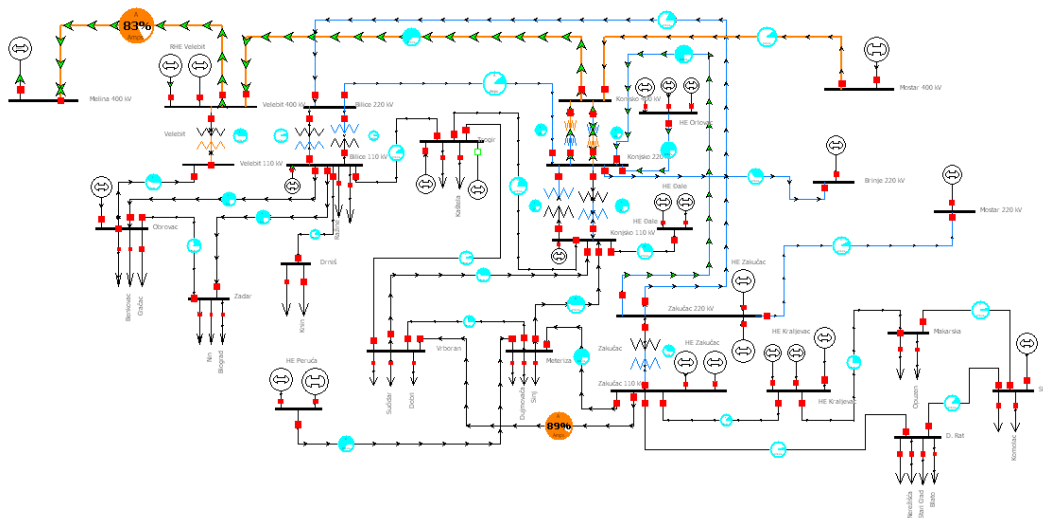 A
83%
Amps
RHE Velebit
Melina 400 kV
Velebit 400 kV
Bilice 220 kV
Konjsko 400 kV
Mostar 400 kV
HE Orlovac
Velebit
Velebit 110 kV
Bilice 110 kV
Trogir
Kaštela
Konjsko 220
HE Dale
HE Dale
Brinje 220 kV
Mostar 220 kV
Obrovac
Benkovac
Gračac
Zadar
Nin
Biograd
Drniš
Knin
Ražine
Konjsko 110 kV
HE Zakučac
Zakučac 220 kV
Zakučac
HE Zakučac
Zakučac 110 kV
HE Peruća
Vrboran
Sućidar
Dobri
Meterize
Dujmovača
Sinj
A
89%
Amps
HE Kraljevac
HE Kraljevac
Makarska
Opuzen
St
Komolac
D. Rat
Nerežišća
Stari Grad
Blato